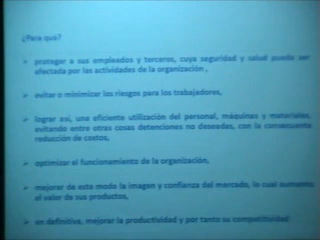 ¿Para qué?
➢ proteger a sus empleados y terceros, cuya seguridad y salud puede ser
afectada por las actividades de la organización,
➢ evitar o minimizar los riesgos para los trabajadores,
➢ lograr así, una eficiente utilización del personal, máquinas y materiales,
evitando entre otras cosas detenciones no deseadas, con la consecuente
reducción de costos,
➢ optimizar el funcionamiento de la organización,
➢ mejorar de este modo la imagen y confianza del mercado, lo cual aumenta
el valor de sus productos,
➢ en definitiva, mejorar la productividad y por tanto su competitividad